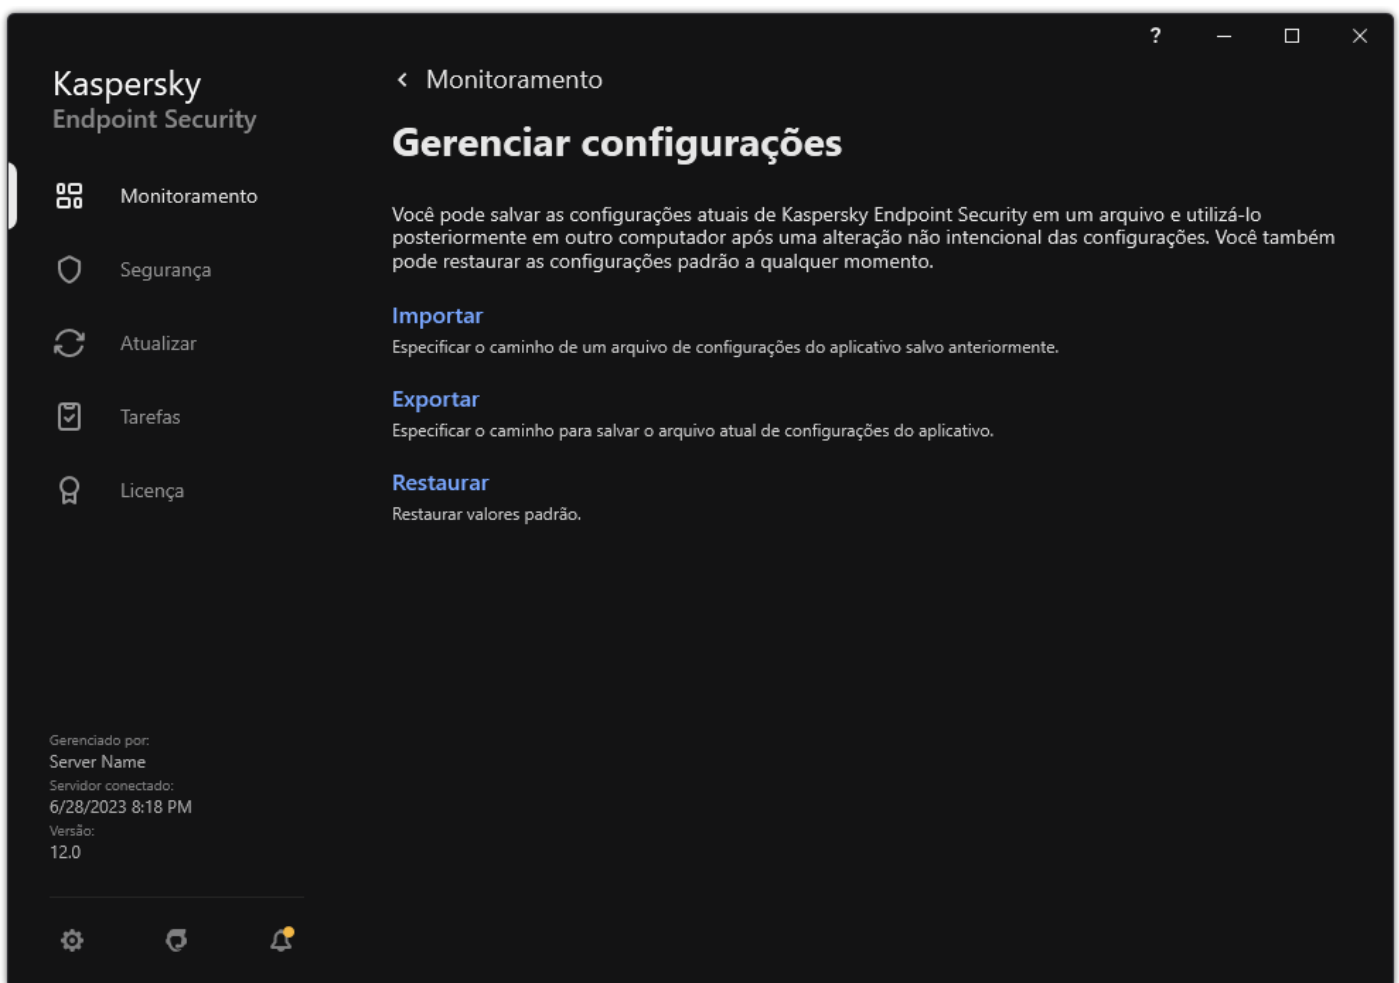 ?
Kaspersky
Endpoint Security
Monitoramento
Segurança
Atualizar
Tarefas
Licença
Gerenciado por:
Server Name
Servidor conectado:
6/28/2023 8:18 PM
Versão:
12.0
Monitoramento
Gerenciar configurações
Você pode salvar as configurações atuais de Kaspersky Endpoint Security em um arquivo e utilizá-lo
posteriormente em outro computador após uma alteração não intencional das configurações. Você também
pode restaurar as configurações padrão a qualquer momento.
Importar
Especificar o caminho de um arquivo de configurações do aplicativo salvo anteriormente.
Exportar
Especificar o caminho para salvar o arquivo atual de configurações do aplicativo.
Restaurar
Restaurar valores padrão.